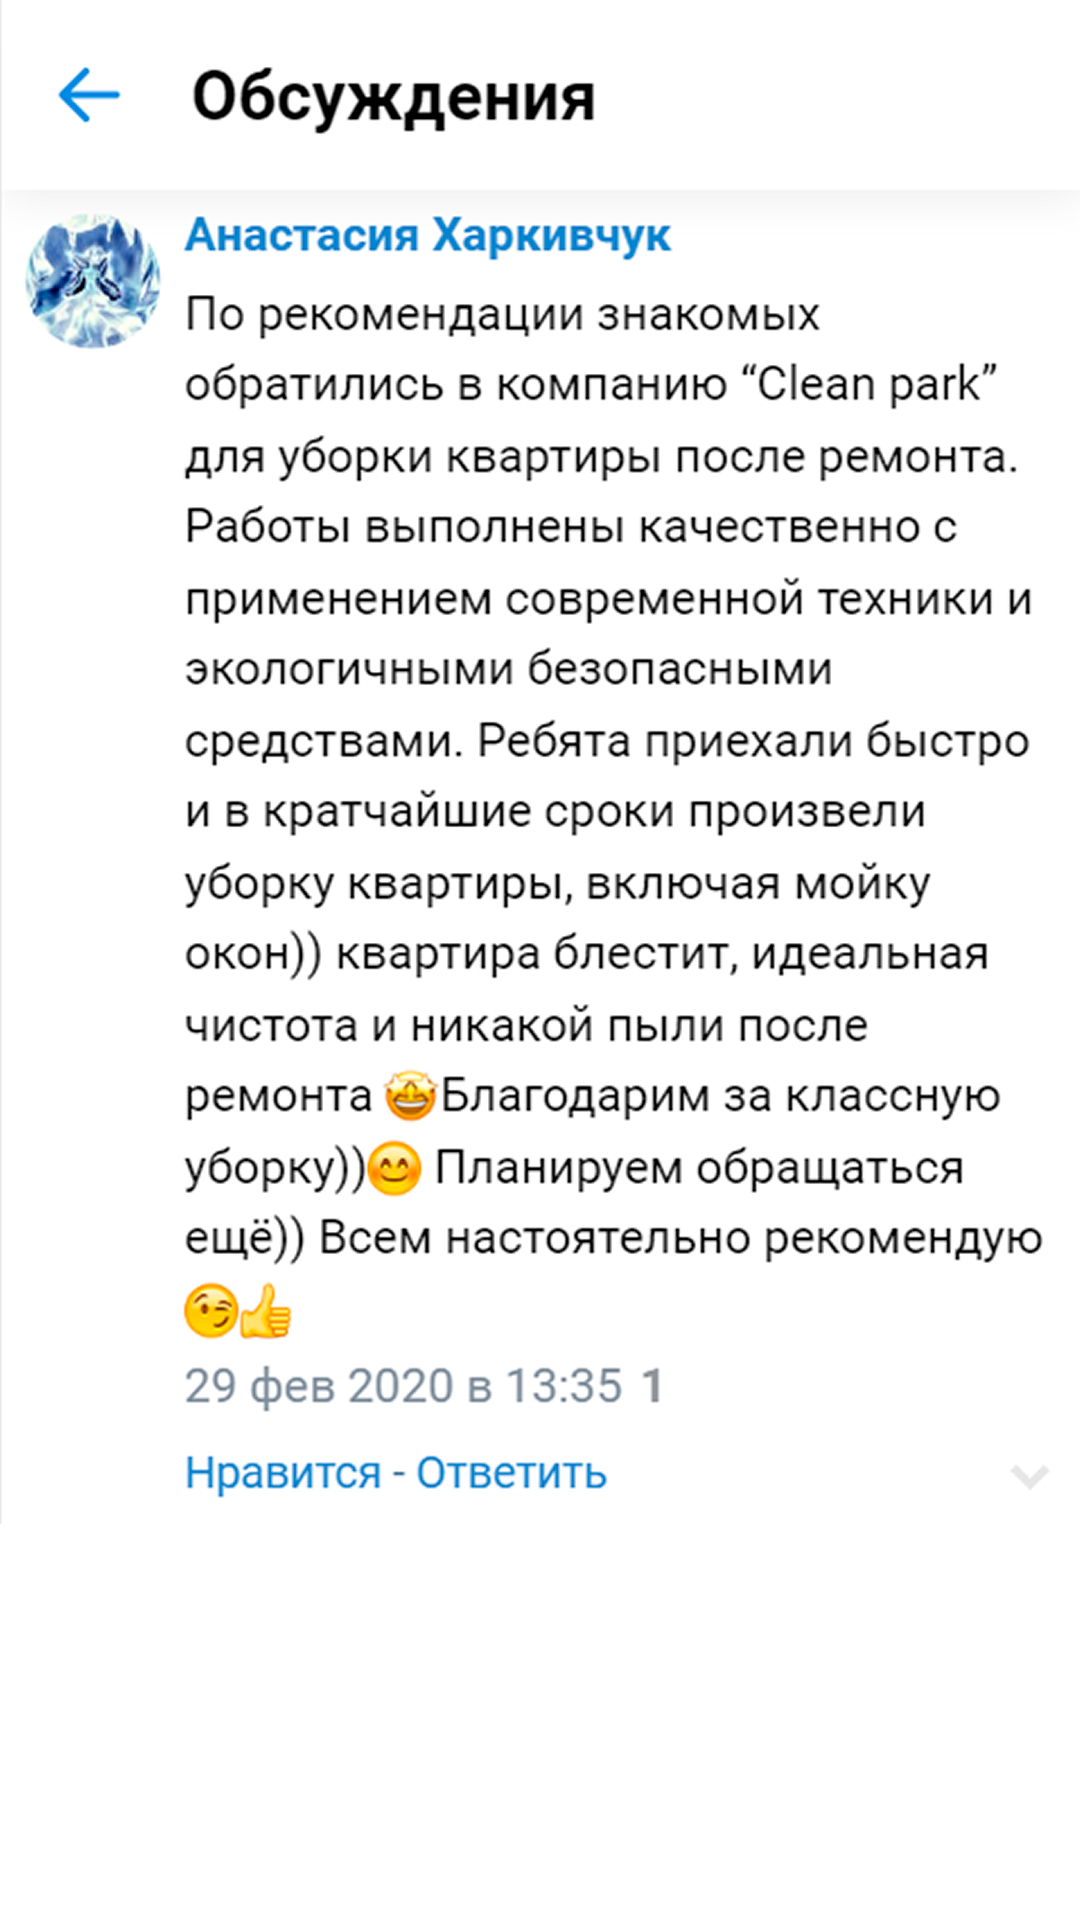 Обсуждения
Анастасия Харкивчук
По рекомендации знакомых
обратились в компанию “Clean park”
для уборки квартиры после ремонта.
Работы выполнены качественно с
применением современной техники и
экологичными безопасными
средствами. Ребята приехали быстро
и в кратчайшие сроки произвели
уборку квартиры, включая мойку
окон)) квартира блестит, идеальная
чистота и никакой пыли после
ремонта 🤩Благодарим за классную
уборку))😊 Планируем обращаться
ещё)) Всем настоятельно рекомендую
😉👍
29 фев 2020 в 13:35 1
Нравится - Ответить